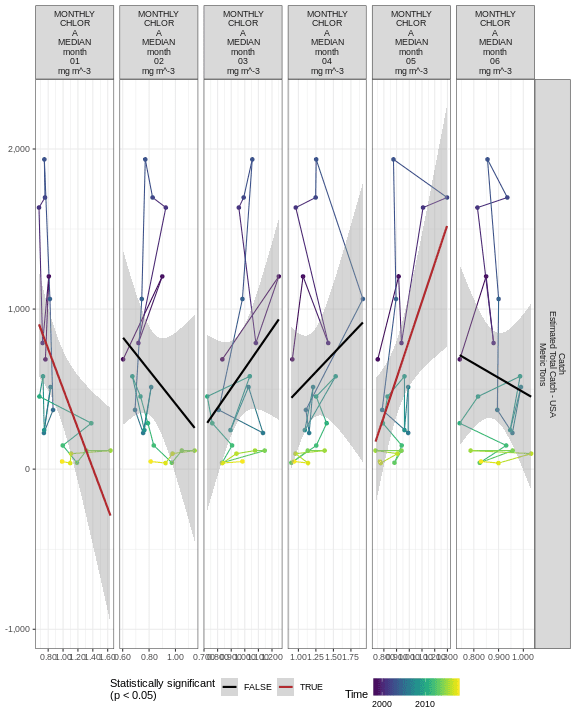 MONTHLY
CHLOR
A
MEDIAN
month
01
mg m^-3
MONTHLY
CHLOR
A
MEDIAN
month
02
mg m^-3
MONTHLY
CHLOR
A
MEDIAN
month
03
mg m^-3
MONTHLY
CHLOR
A
MEDIAN
month
04
mg m^-3
MONTHLY
CHLOR
A
MEDIAN
month
05
mg m^-3
MONTHLY
CHLOR
A
MEDIAN
month
06
mg m^-3
2,000
1,000
0
-1,000
Catch
Estimated Total Catch - USA
Metric Tons
0.80 1.00 1.20 1.40 1.60
0.60 0.80 1.00
1.000 1.25 1.50 1.75
0.800 0.900 1.000
Statistically significant
(p < 0.05)
FALSE
TRUE
Time
2000 2010